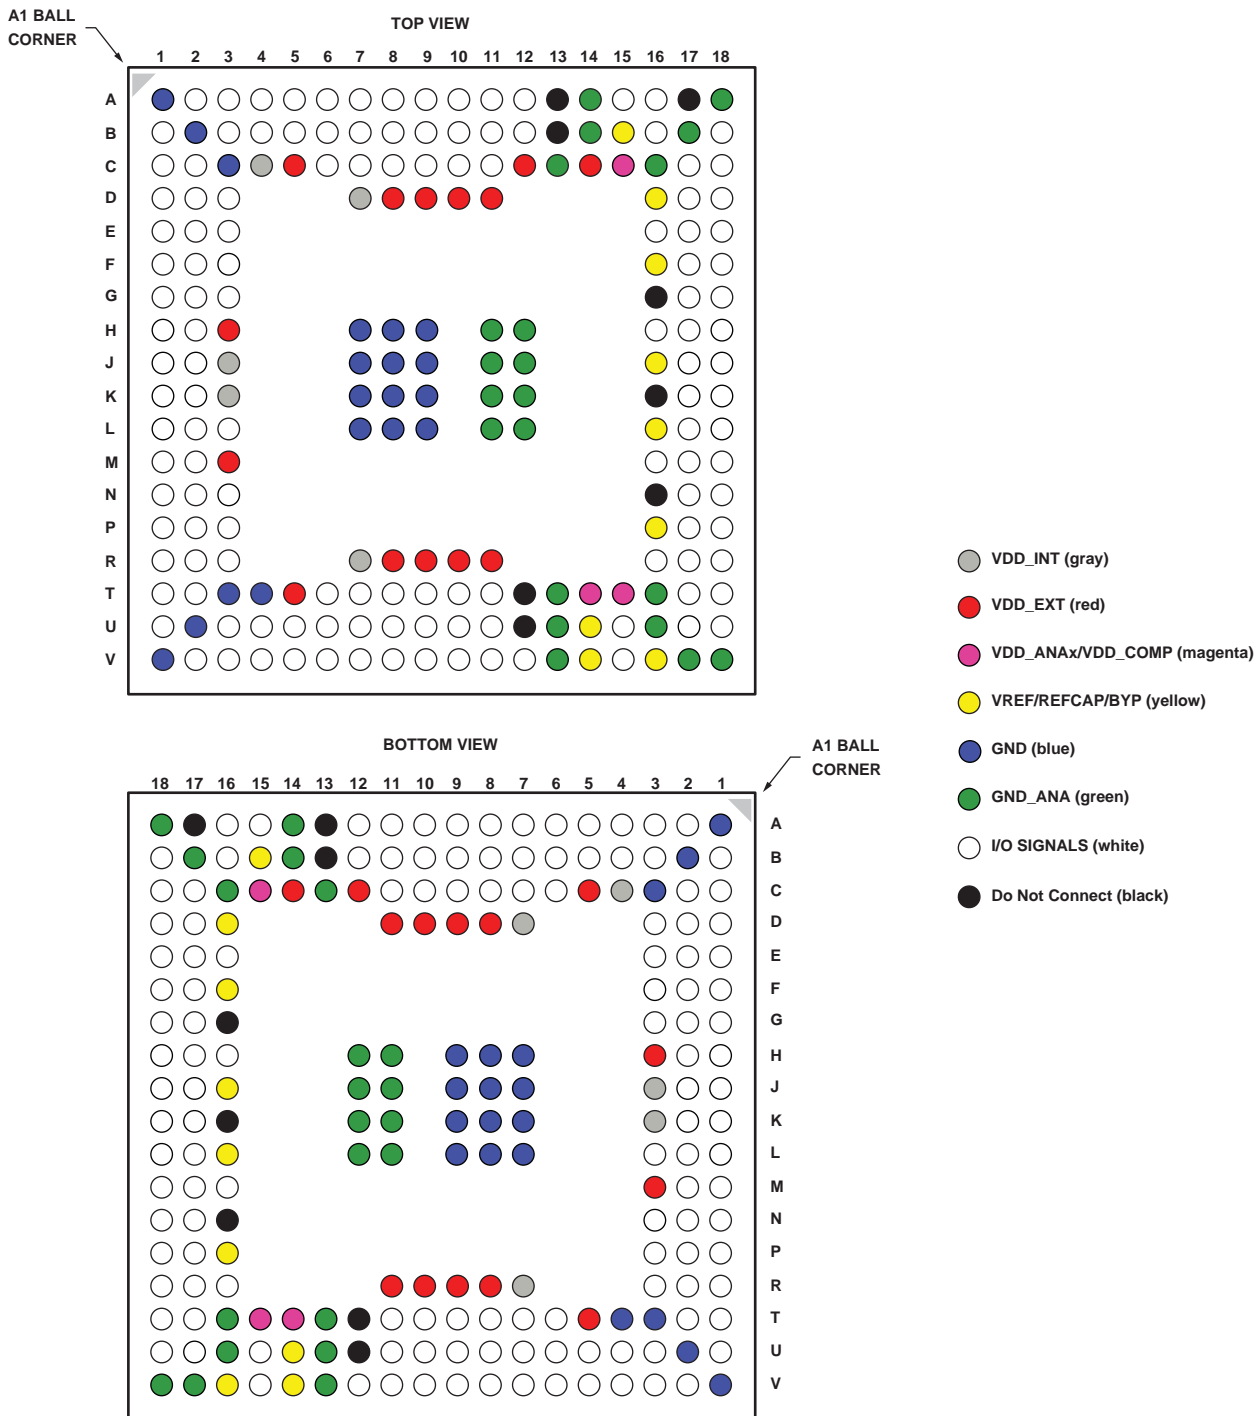 A1 BALL
CORNER
TOP VIEW
1 2 3 4 5 6 7 8 9 10 11 12 13 14 15 16 17 18
A
B
C
D
E
F
G
H
J
K
L
M
N
P
R
T
U
V
VDD_INT (gray)
VDD_EXT (red)
VDD_ANAx/VDD_COMP (magenta)
VREF/REFCAP/BYP (yellow)
GND (blue)
GND_ANA (green)
I/O SIGNALS (white)
Do Not Connect (black)
BOTTOM VIEW
A1 BALL
CORNER
18 17 16 15 14 13 12 11 10 9 8 7 6 5 4 3 2 1
A
B
C
D
E
F
G
H
J
K
L
M
N
P
R
T
U
V